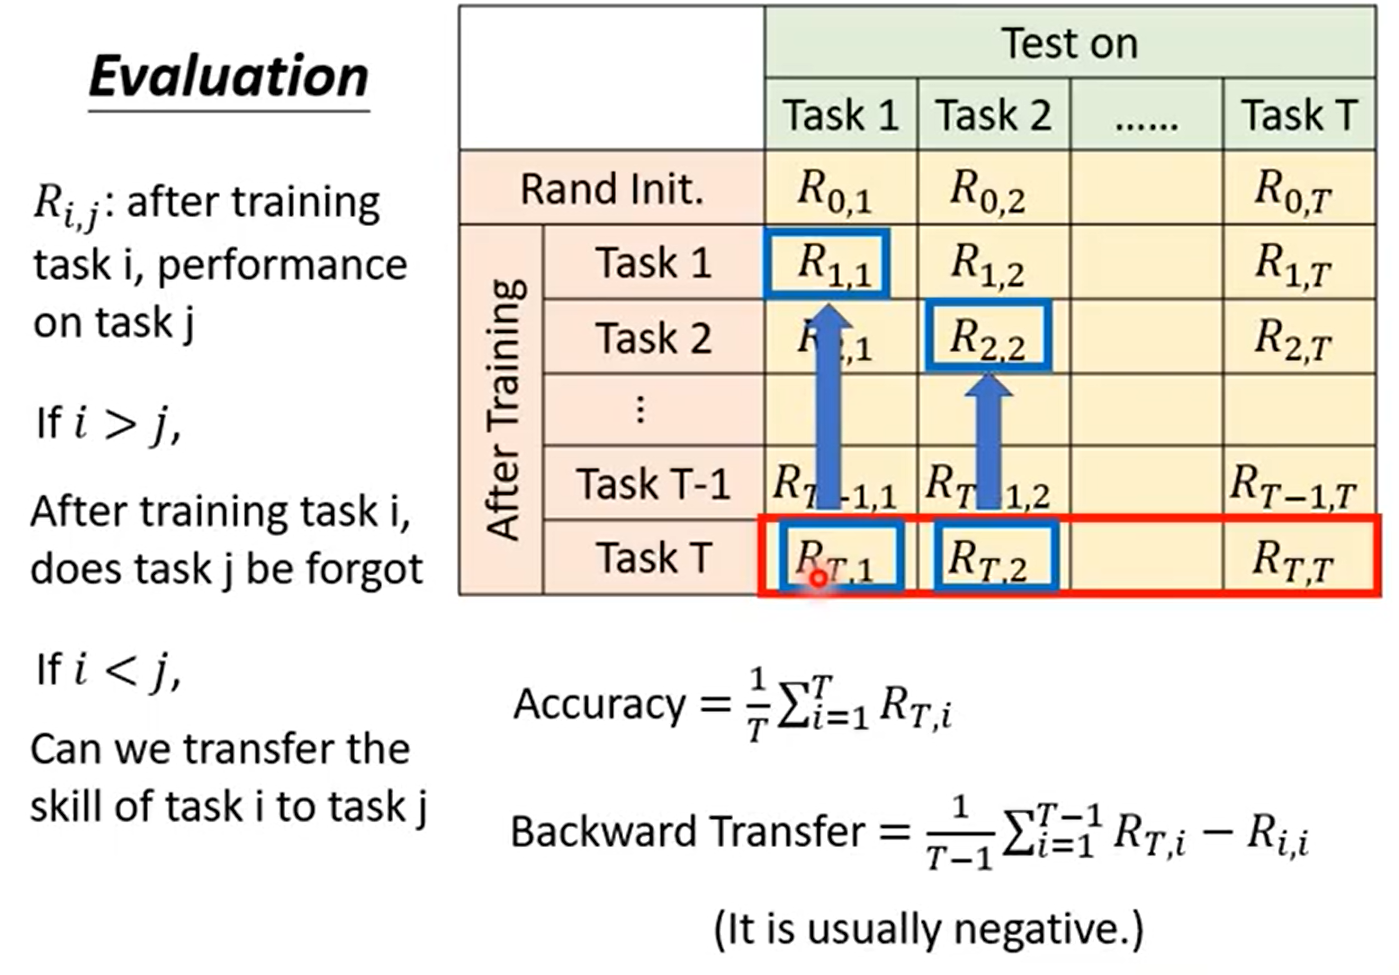 Evaluation
R_{i,j}: after training
task i, performance
on task j
If i > j,
After training task i,
does task j be forgot
If i < j,
Can we transfer the
skill of task i to task j
Test on
Task 1 Task 2 …… Task T
Rand Init. R_{0,1} R_{0,2} R_{0,T}
After Training
Task 1 R_{1,1} R_{1,2} R_{1,T}
Task 2 R_{2,1} R_{2,2} R_{2,T}
⋮
Task T-1 R_{T−1,1} R_{T−1,2} R_{T−1,T}
Task T R_{T,1} R_{T,2} R_{T,T}
Accuracy = \frac{1}{T} \sum_{i=1}^{T} R_{T,i}
Backward Transfer = \frac{1}{T−1} \sum_{i=1}^{T−1} R_{T,i} − R_{i,i}
(It is usually negative.)